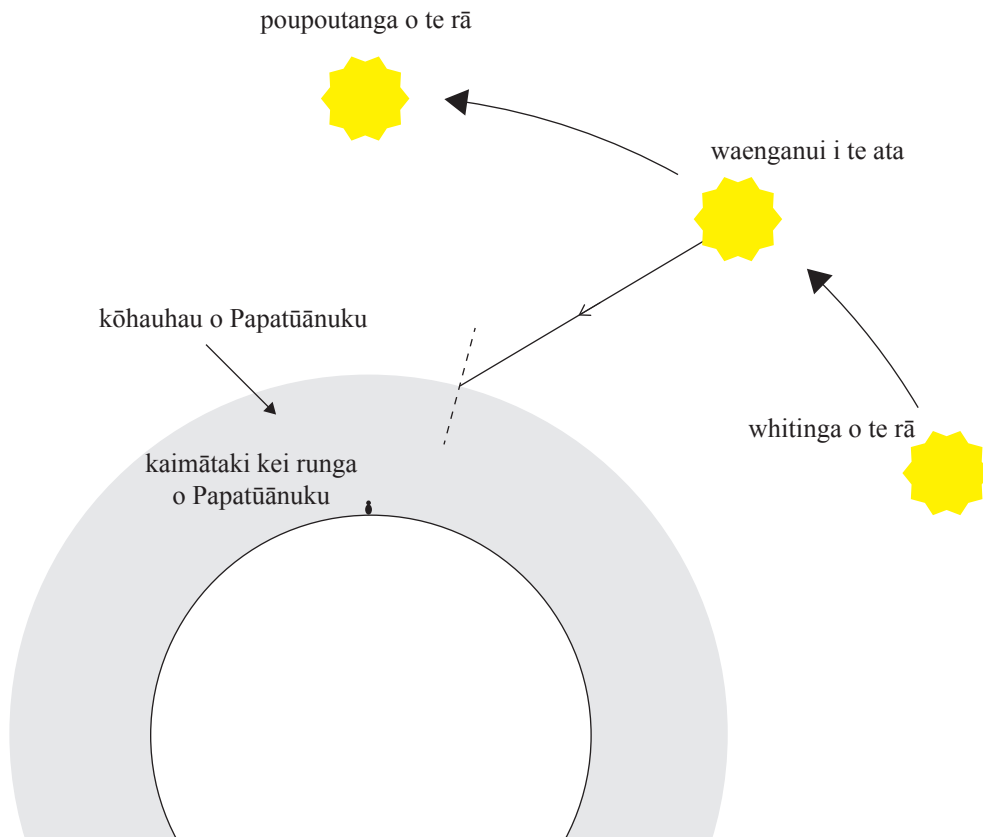 poupoutanga o te rā
waenganui i te ata
kōhauhau o Papatūānuku
whitinga o te rā
kaimātaki kei runga
o Papatūānuku